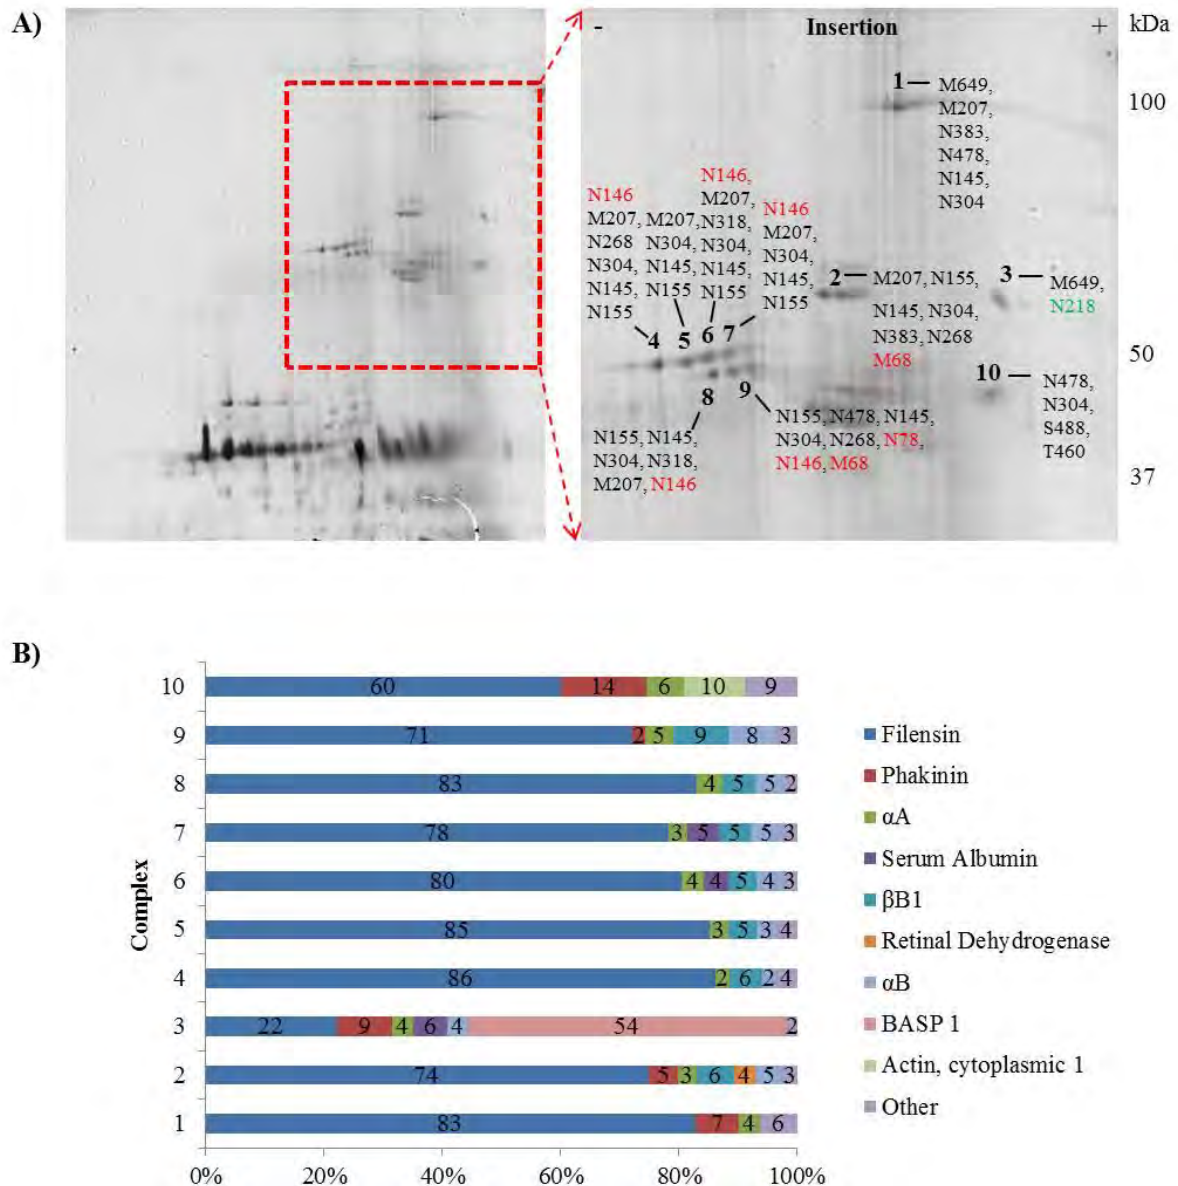 A)
- Insertion +
kDa
100
50
37
1
M649,
M207,
N383,
N478,
N145,
N304
2
M207, N155,
N145, N304,
N383, N268
M68
3
M649,
N218
N146
M207,
N268
N304,
N145,
N155
4
M207,
N304,
N145,
N155
5
N146,
M207,
N318,
N304,
N145,
N155
6
N146
M207,
N304,
N145,
N155
7
8
N155, N145,
N304, N318,
M207, N146
9
N155, N478, N145,
N304, N268, N78,
N146, M68
10
N478,
N304,
S488,
T460
B)
Complex
10 60 14 6 10 9
9 71 2 5 9 8 3
8 83 4 5 5 2
7 78 3 5 5 5 3
6 80 4 4 5 4 3
5 85 3 5 3 4
4 86 2 6 2 4
3 22 9 4 6 4 54 2
2 74 5 3 6 4 5 3
1 83 7 4 6
0% 20% 40% 60% 80% 100%
Filensin
Phakinin
αA
Serum Albumin
βB1
Retinal Dehydrogenase
αB
BASP 1
Actin, cytoplasmic 1
Other